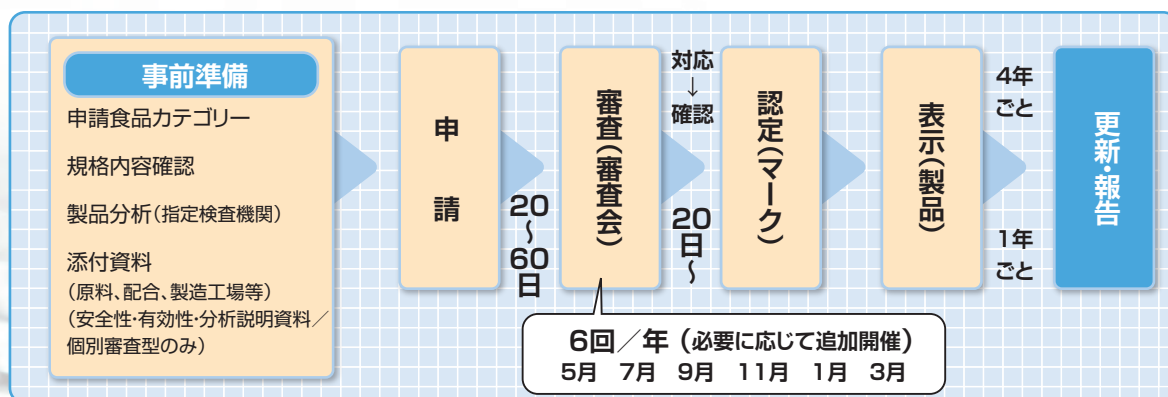 事前準備
申請食品カテゴリー
規格内容確認
製品分析(指定検査機関)
添付資料
(原料、配合、製造工場等)
(安全性・有効性・分析説明資料／
個別審査型のみ)
申請
20〜60日
審査(審査会)
対応
↓
確認
20日〜
認定(マーク)
表示(製品)
4年
ごと
1年
ごと
更新・報告
6回／年(必要に応じて追加開催)
5月 7月 9月 11月 1月 3月